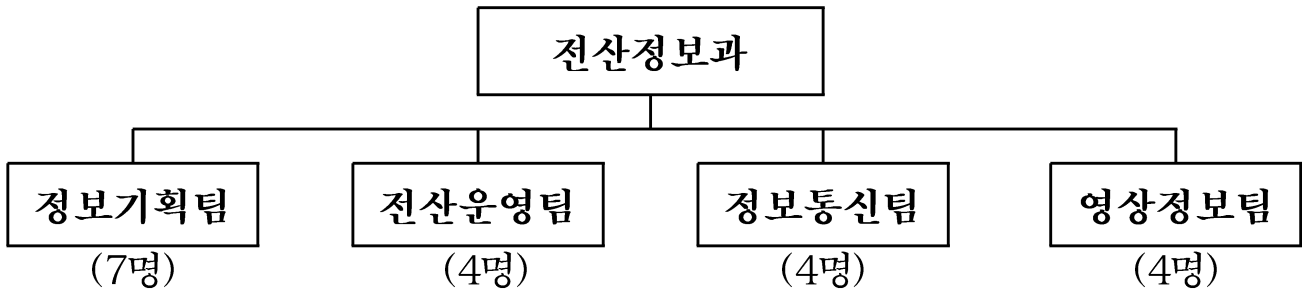 전산정보과
정보기획팀 전산운영팀 정보통신팀 영상정보팀
(7명) (4명) (4명) (4명)